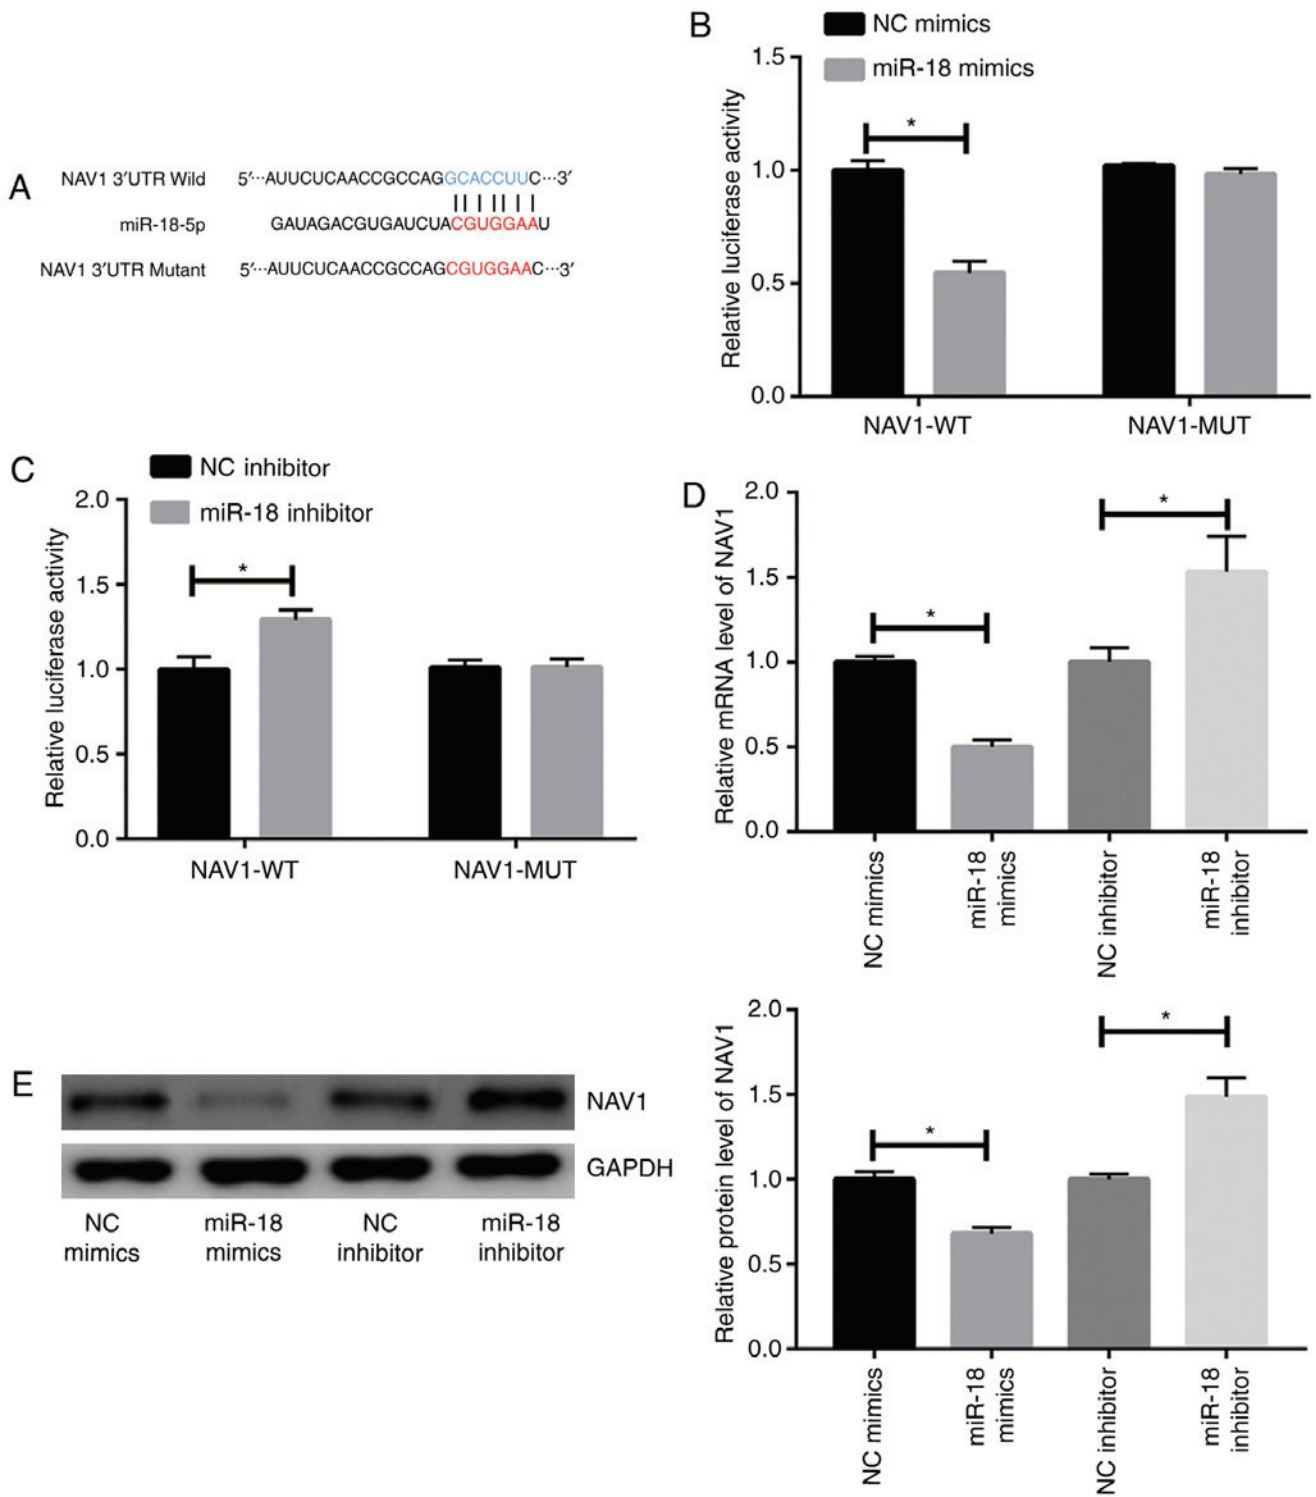 A
NAV1 3′UTR Wild 5′···AUUCUCAACCGCCAGGCACCUUC···3′
miR-18-5p GAUAGACGUGAUCUACGUGGAAU
NAV1 3′UTR Mutant 5′···AUUCUCAACCGCCAGCGUGGAAC···3′
B
NC mimics
miR-18 mimics
Relative luciferase activity
1.5
1.0
0.5
0.0
*
NAV1-WT NAV1-MUT
C
NC inhibitor
miR-18 inhibitor
Relative luciferase activity
2.0
1.5
1.0
0.5
0.0
*
NAV1-WT NAV1-MUT
D
Relative mRNA level of NAV1
2.0
1.5
1.0
0.5
0.0
*
*
NC mimics
miR-18
mimics
NC inhibitor
miR-18
inhibitor
E
NAV1
GAPDH
NC
mimics
miR-18
mimics
NC
inhibitor
miR-18
inhibitor
Relative protein level of NAV1
2.0
1.5
1.0
0.5
0.0
*
*
NC mimics
miR-18
mimics
NC inhibitor
miR-18
inhibitor